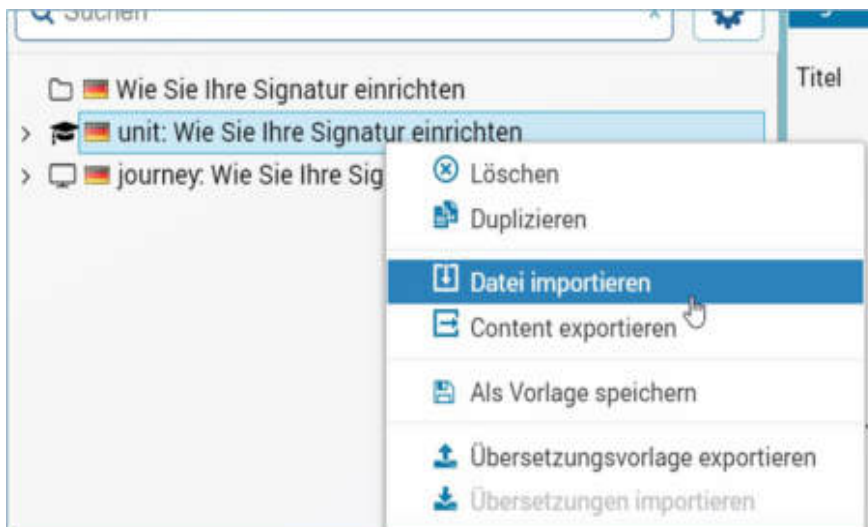 Suchen
Wie Sie Ihre Signatur einrichten
Titel
unit: Wie Sie Ihre Signatur einrichten
journey: Wie Sie Ihre Sig
Löschen
Duplizieren
Datei importieren
Content exportieren
Als Vorlage speichern
Übersetzungsvorlage exportieren
Übersetzungen importieren